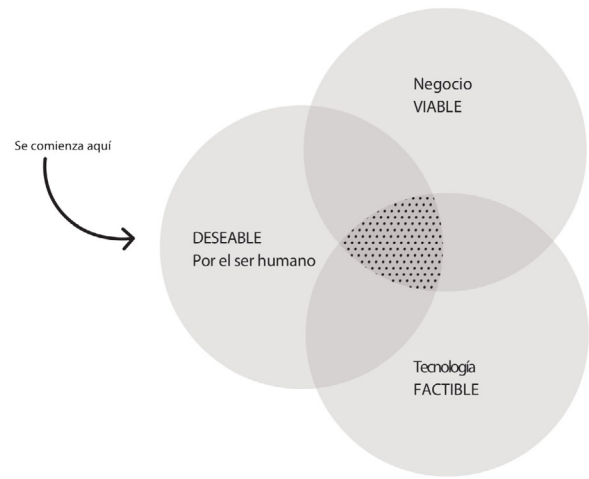 Negocio
VIABLE
Se comienza aquí
DESEABLE
Por el ser humano
Tecnología
FACTIBLE